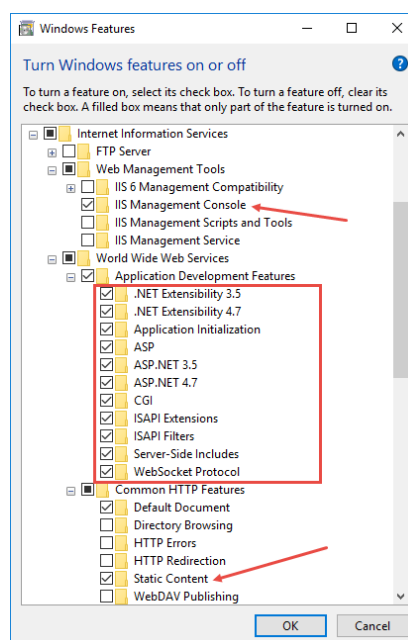 Windows Features
Turn Windows features on or off
To turn a feature on, select its check box. To turn a feature off, clear its
check box. A filled box means that only part of the feature is turned on.
Internet Information Services
FTP Server
Web Management Tools
IIS 6 Management Compatibility
IIS Management Console
IIS Management Scripts and Tools
IIS Management Service
World Wide Web Services
Application Development Features
.NET Extensibility 3.5
.NET Extensibility 4.7
Application Initialization
ASP
ASP.NET 3.5
ASP.NET 4.7
CGI
ISAPI Extensions
ISAPI Filters
Server-Side Includes
WebSocket Protocol
Common HTTP Features
Default Document
Directory Browsing
HTTP Errors
HTTP Redirection
Static Content
WebDAV Publishing
OK Cancel